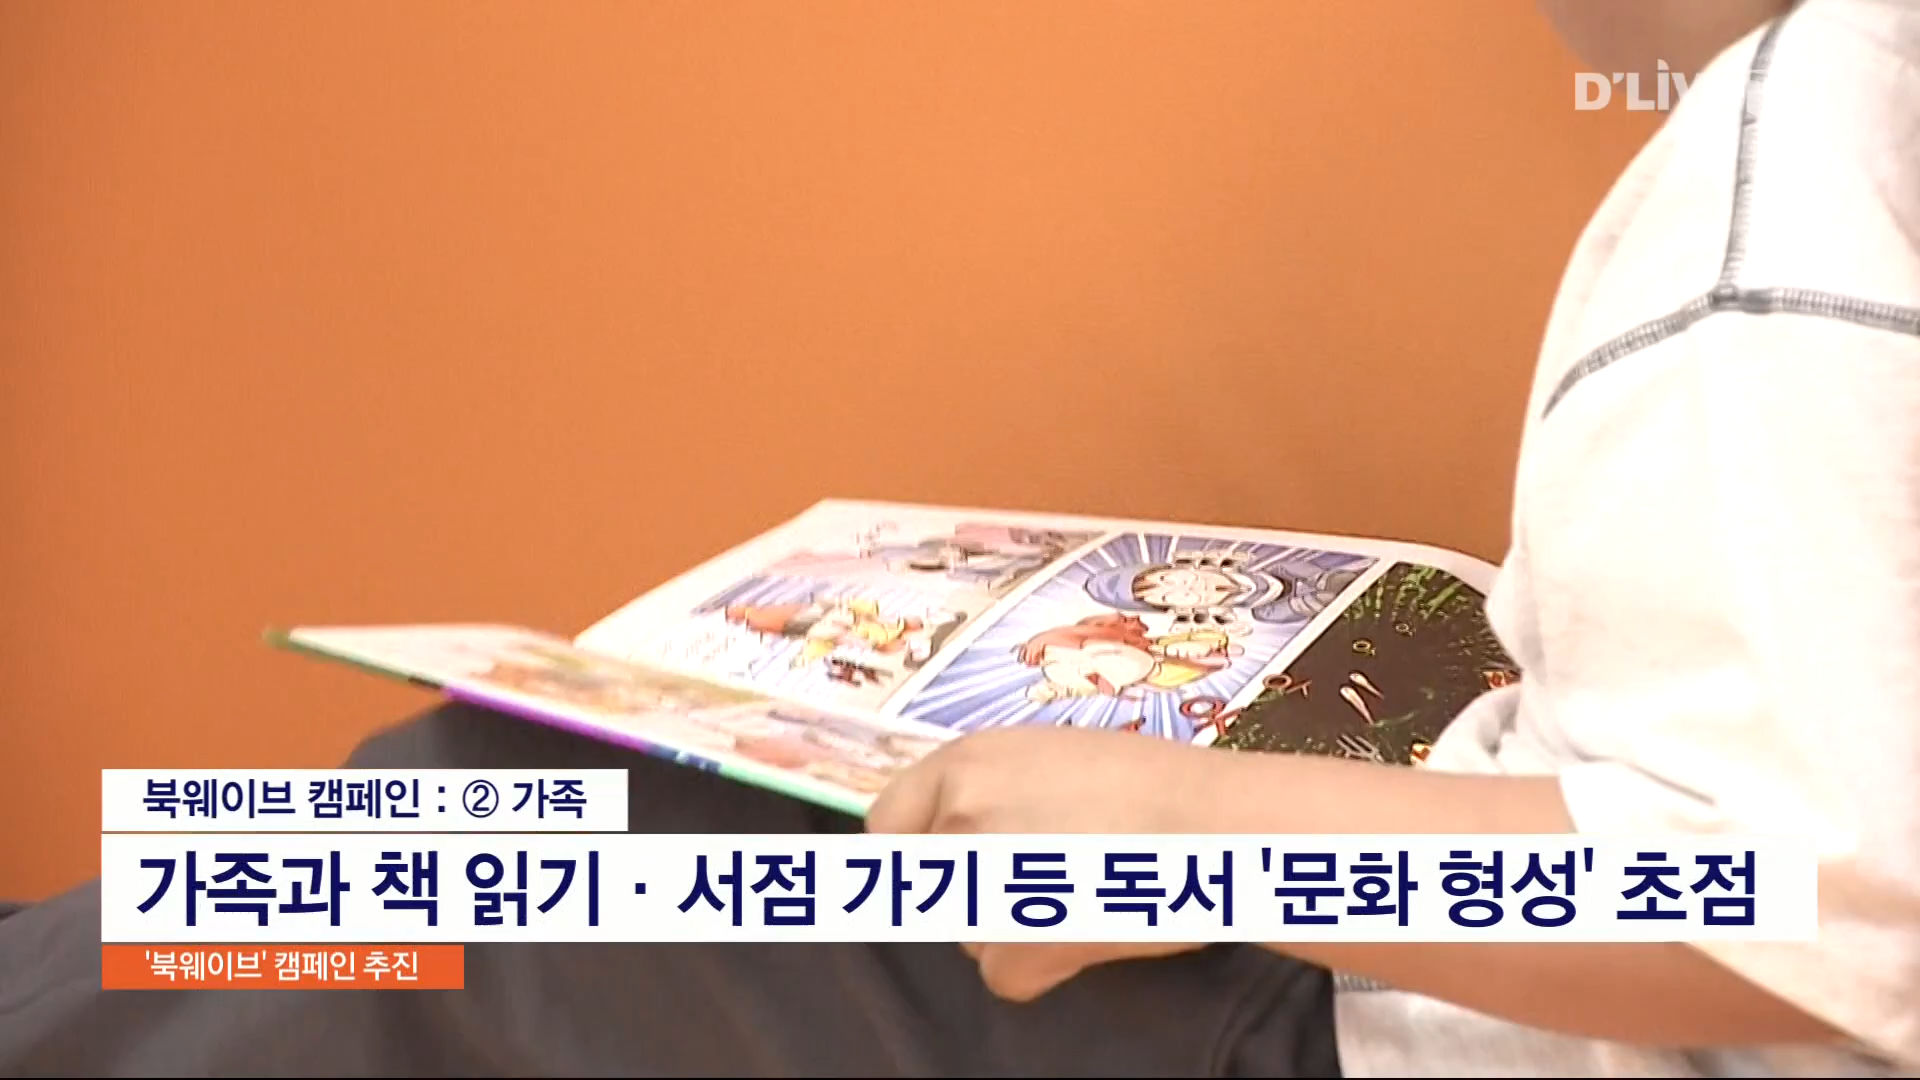 D'LIV
북웨이브 캠페인 : ② 가족
가족과 책 읽기 · 서점 가기 등 독서 '문화 형성' 초점
'북웨이브' 캠페인 추진